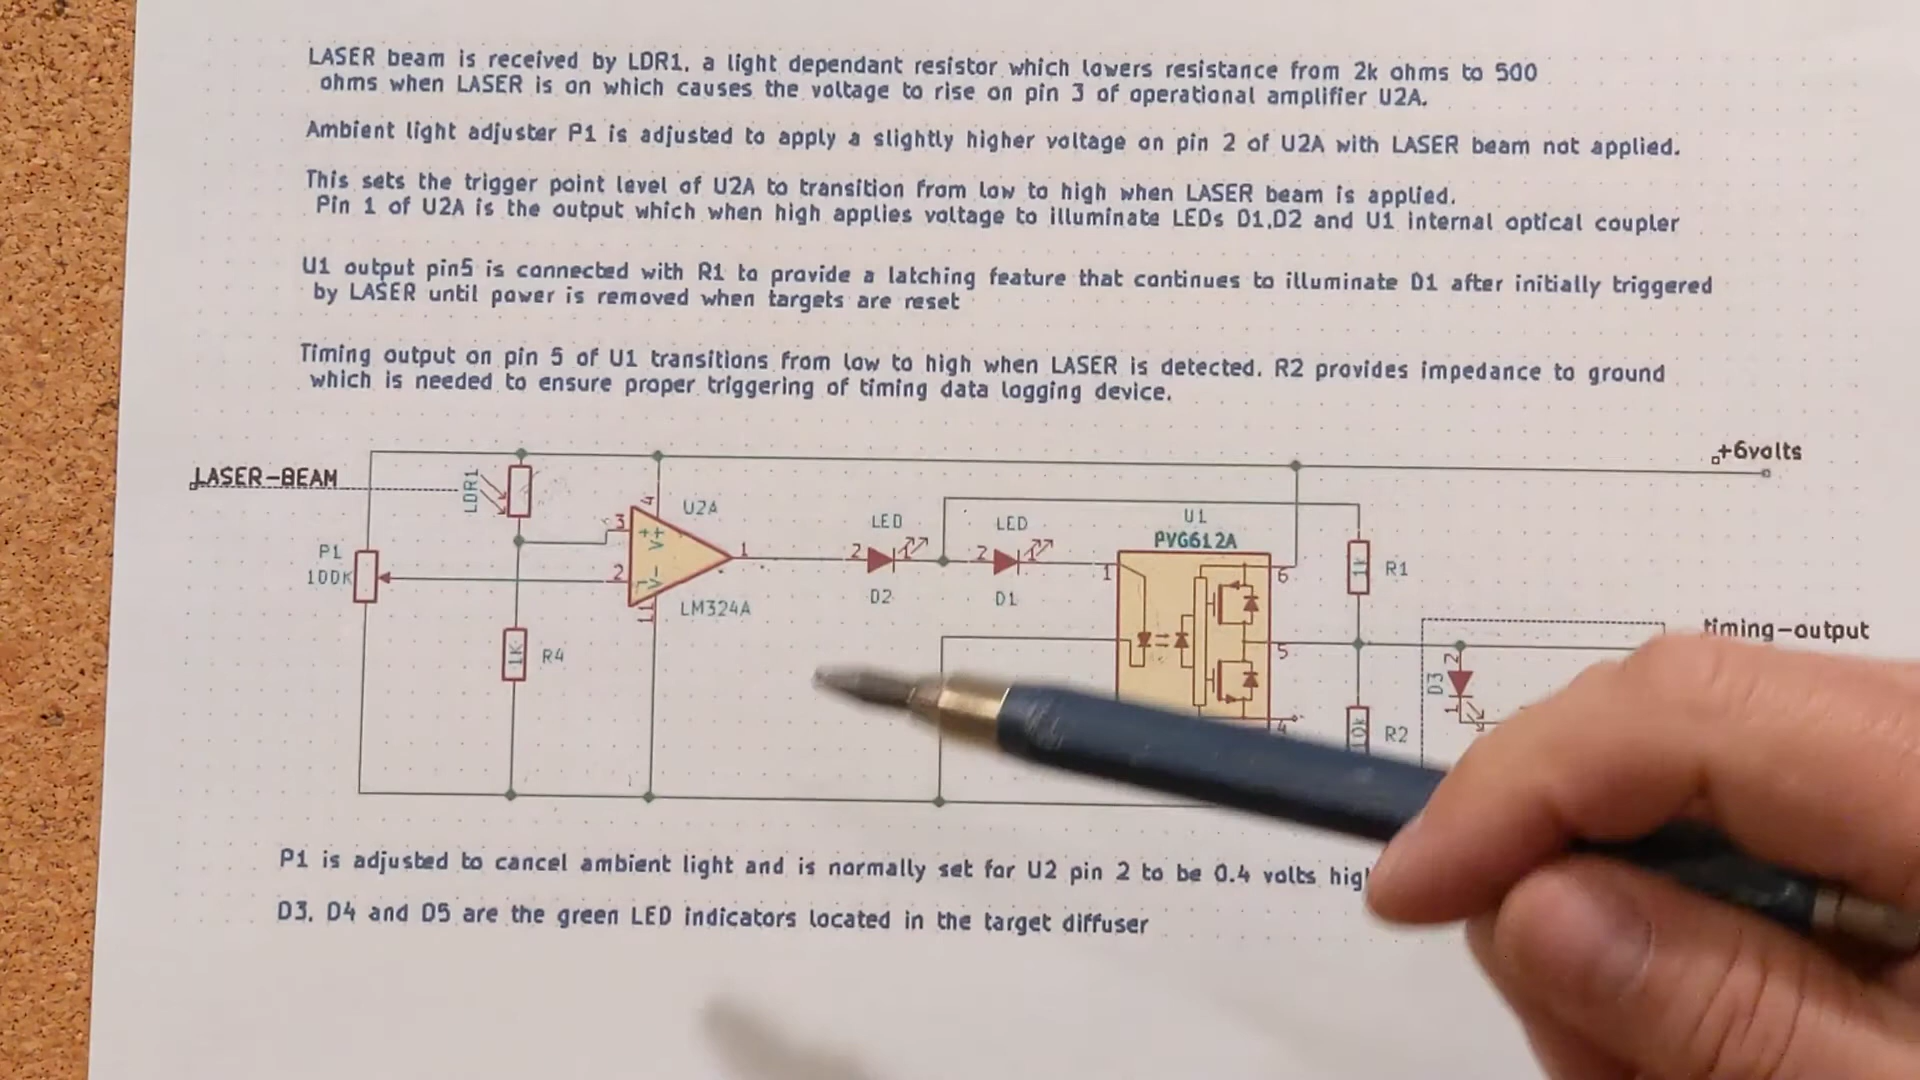 LASER beam is received by LDR1, a light dependant resistor which lowers resistance from 2k ohms to 500
ohms when LASER is on which causes the voltage to rise on pin 3 of operational amplifier U2A.
Ambient light adjuster P1 is adjusted to apply a slightly higher voltage on pin 2 of U2A with LASER beam not applied.
This sets the trigger point level of U2A to transition from low to high when LASER beam is applied.
Pin 1 of U2A is the output which when high applies voltage to illuminate LEDs D1,D2 and U1 internal optical coupler
U1 output pin5 is connected with R1 to provide a latching feature that continues to illuminate D1 after initially triggered
by LASER until power is removed when targets are reset
Timing output on pin 5 of U1 transitions from low to high when LASER is detected. R2 provides impedance to ground
which is needed to ensure proper triggering of timing data logging device.
+6volts
LASER-BEAM
LDR1
4
U2A
3
V+
1
2
V-
11
LM324A
P1
100K
1K
R4
LED
2
D2
LED
2
D1
U1
PVG612A
1
6
5
4
1k
R1
10k
R2
timing-output
D3
2
1
P1 is adjusted to cancel ambient light and is normally set for U2 pin 2 to be 0.4 volts
D3, D4 and D5 are the green LED indicators located in the target diffuser